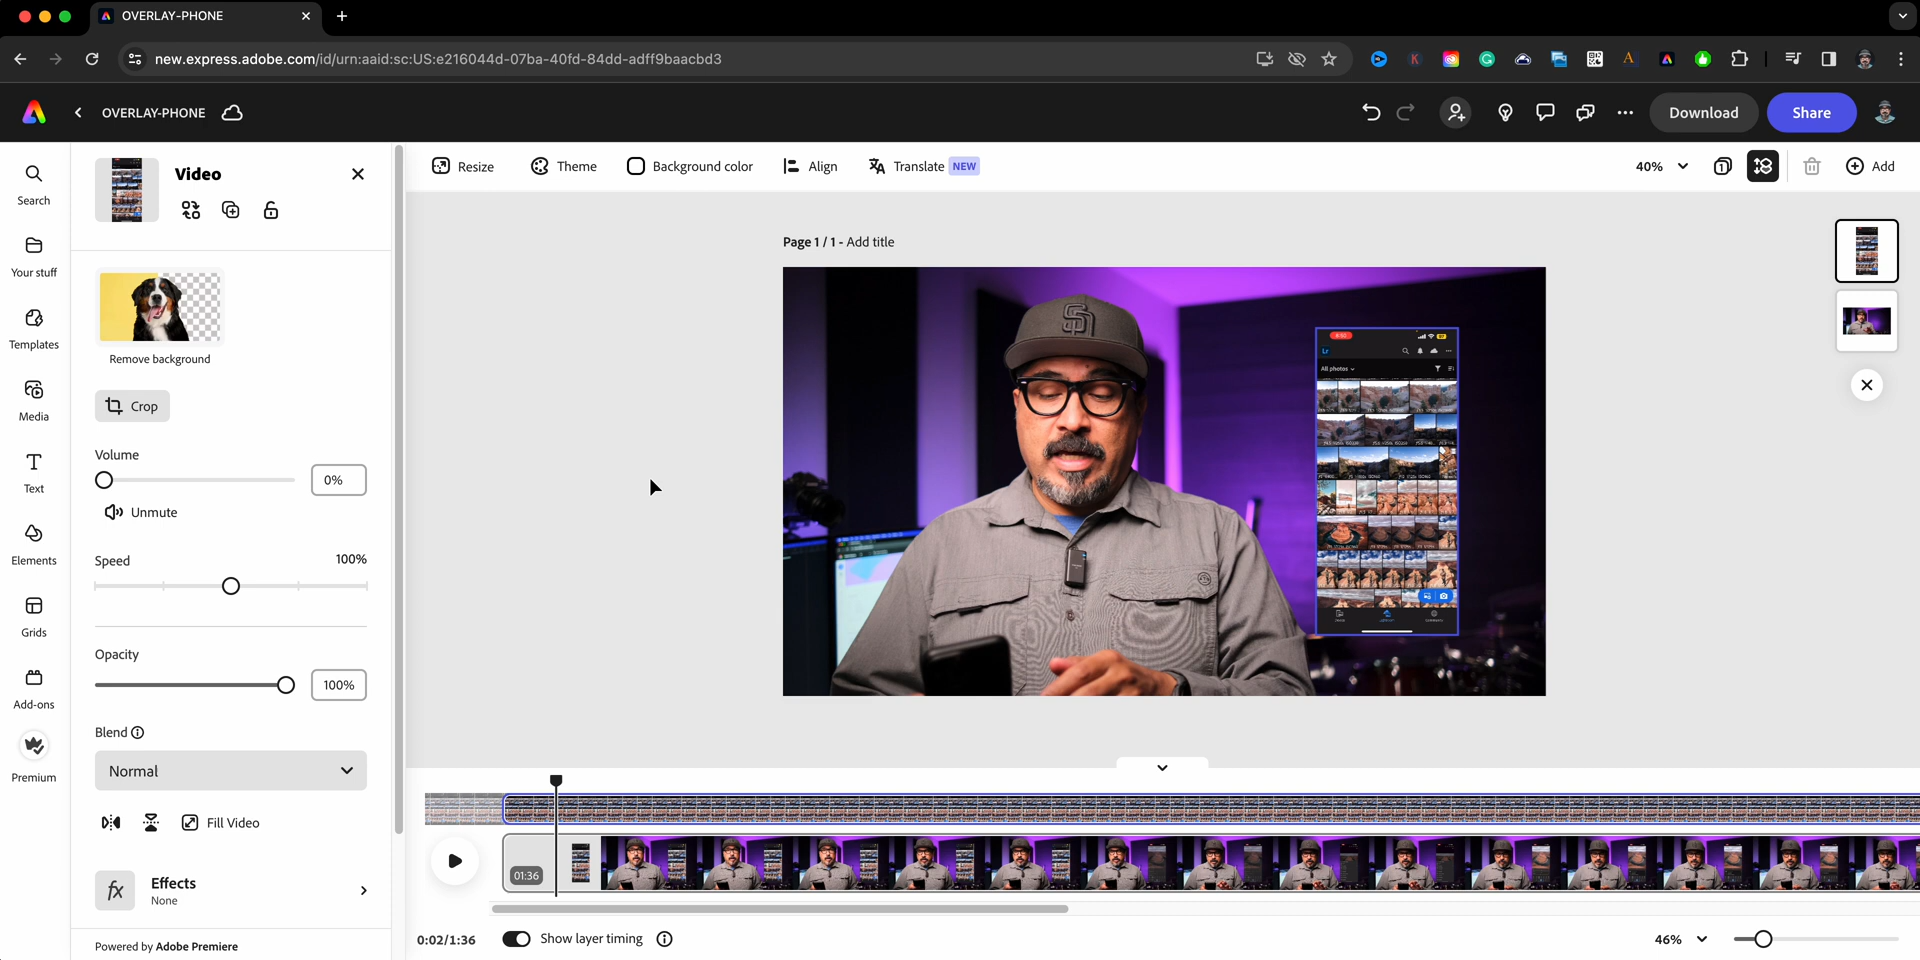 OVERLAY-PHONE
new.express.adobe.com/id/urn:aaid:sc:US:e216044d-07ba-40fd-84dd-adff9baacbd3
OVERLAY-PHONE
Download
Share
Search
Your stuff
Templates
Media
Text
Elements
Grids
Add-ons
Premium
Video
Remove background
Crop
Volume
0%
Unmute
Speed
100%
Opacity
100%
Blend
Normal
Fill Video
fx
Effects
None
Powered by Adobe Premiere
Resize
Theme
Background color
Align
Translate NEW
40%
Add
Page 1 / 1 - Add title
Lr
All photos
01:36
0:02/1:36
Show layer timing
46%